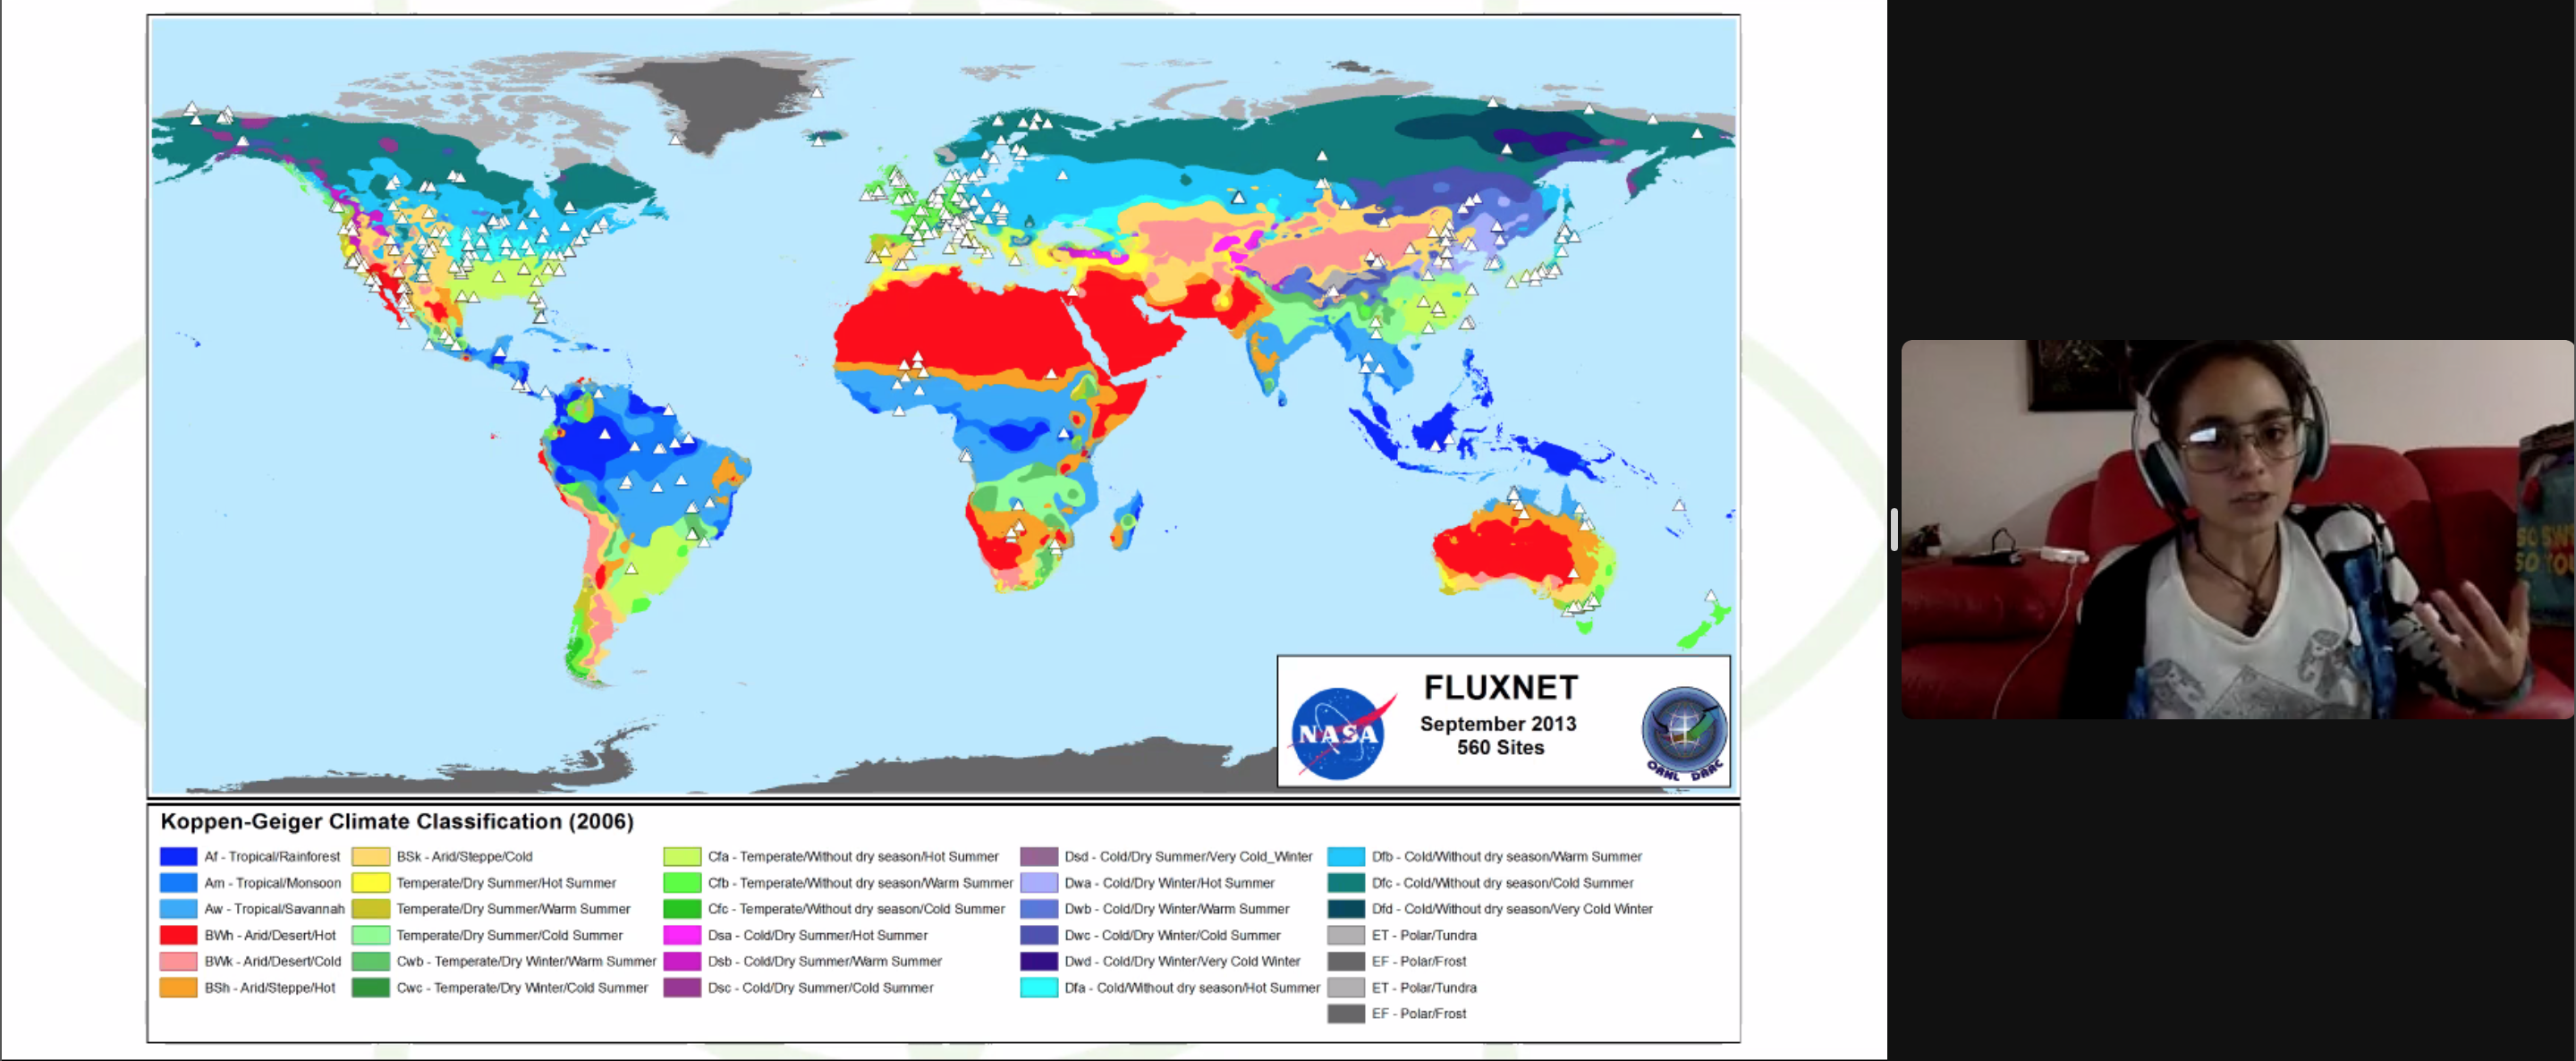 FLUXNET
NASA
September 2013
560 Sites
ORNL DAAC
Koppen-Geiger Climate Classification (2006)
Af - Tropical/Rainforest
Am - Tropical/Monsoon
Aw - Tropical/Savannah
BWh - Arid/Desert/Hot
BWk - Arid/Desert/Cold
BSh - Arid/Steppe/Hot
BSk - Arid/Steppe/Cold
Temperate/Dry Summer/Hot Summer
Temperate/Dry Summer/Warm Summer
Temperate/Dry Summer/Cold Summer
Cwb - Temperate/Dry Winter/Warm Summer
Cwc - Temperate/Dry Winter/Cold Summer
Cfa - Temperate/Without dry season/Hot Summer
Cfb - Temperate/Without dry season/Warm Summer
Cfc - Temperate/Without dry season/Cold Summer
Dsa - Cold/Dry Summer/Hot Summer
Dsb - Cold/Dry Summer/Warm Summer
Dsc - Cold/Dry Summer/Cold Summer
Dsd - Cold/Dry Summer/Very Cold_Winter
Dwa - Cold/Dry Winter/Hot Summer
Dwb - Cold/Dry Winter/Warm Summer
Dwc - Cold/Dry Winter/Cold Summer
Dwd - Cold/Dry Winter/Very Cold Winter
Dfa - Cold/Without dry season/Hot Summer
Dfb - Cold/Without dry season/Warm Summer
Dfc - Cold/Without dry season/Cold Summer
Dfd - Cold/Without dry season/Very Cold Winter
ET - Polar/Tundra
EF - Polar/Frost
ET - Polar/Tundra
EF - Polar/Frost
SO
SO